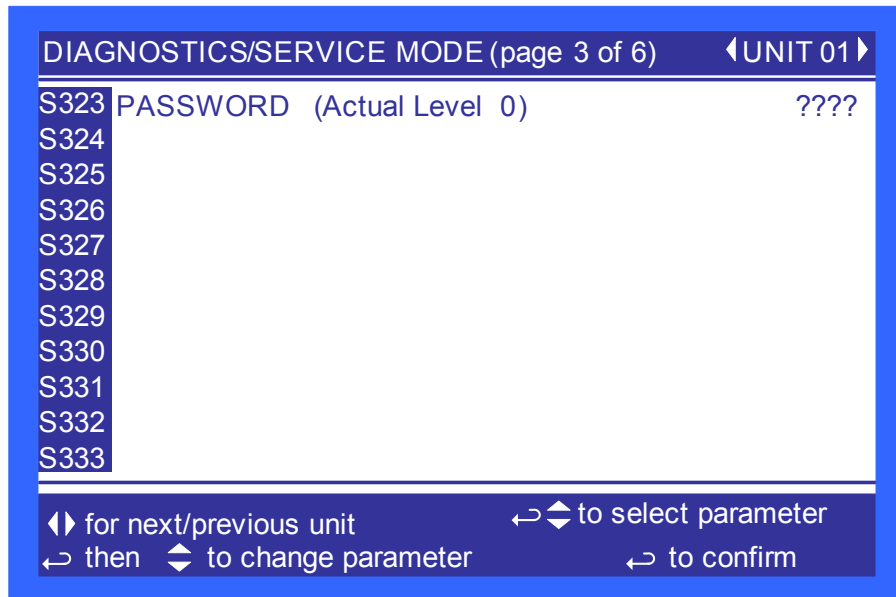 DIAGNOSTICS/SERVICE MODE (page 3 of 6) UNIT 01
S323 PASSWORD (Actual Level 0) ????
S324
S325
S326
S327
S328
S329
S330
S331
S332
S333
for next/previous unit to select parameter
then to change parameter to confirm